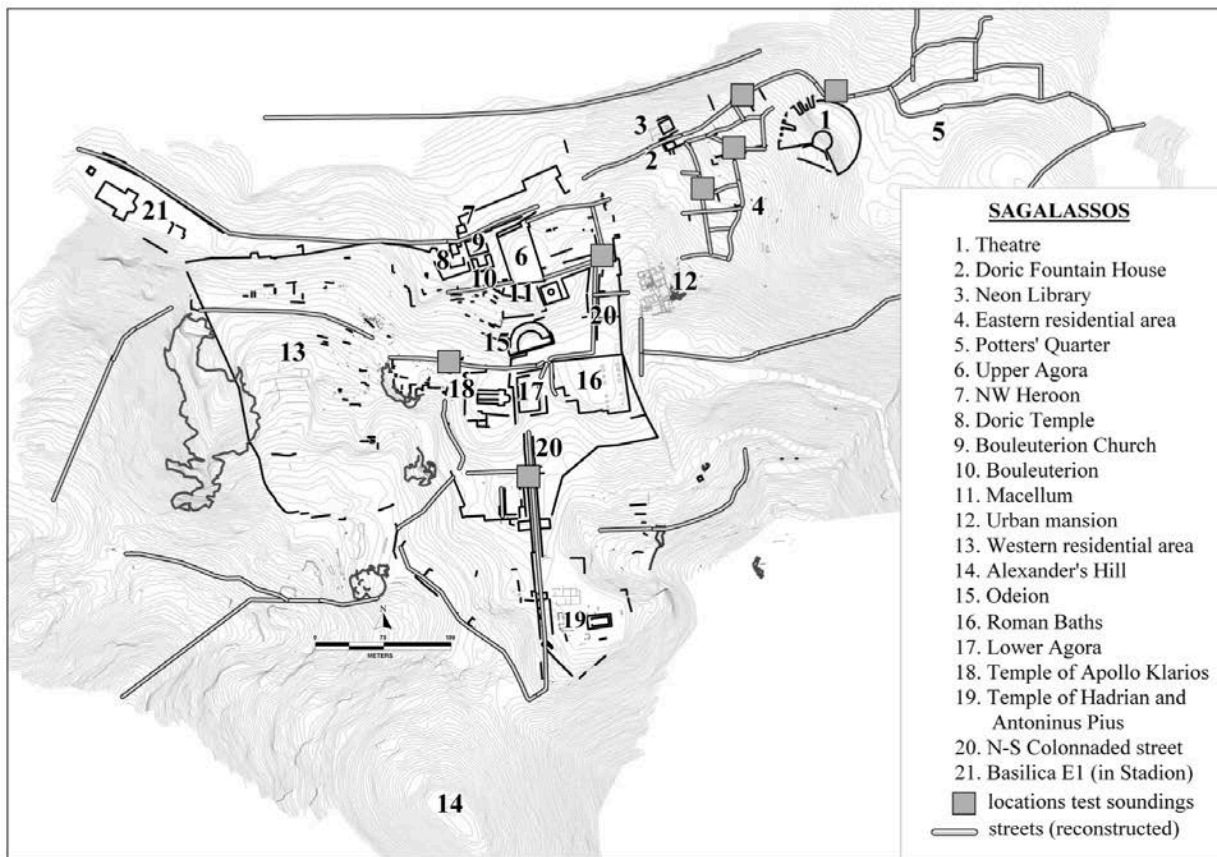 1
3
5
2
21
7
4
9
8
6
12
10
11
20
15
13
18
17
16
20
19
N
0 75 150
METERS
14
SAGALASSOS
1. Theatre
2. Doric Fountain House
3. Neon Library
4. Eastern residential area
5. Potters' Quarter
6. Upper Agora
7. NW Heroon
8. Doric Temple
9. Bouleuterion Church
10. Bouleuterion
11. Macellum
12. Urban mansion
13. Western residential area
14. Alexander's Hill
15. Odeion
16. Roman Baths
17. Lower Agora
18. Temple of Apollo Klarios
19. Temple of Hadrian and
Antoninus Pius
20. N-S Colonnaded street
21. Basilica E1 (in Stadion)
locations test soundings
streets (reconstructed)